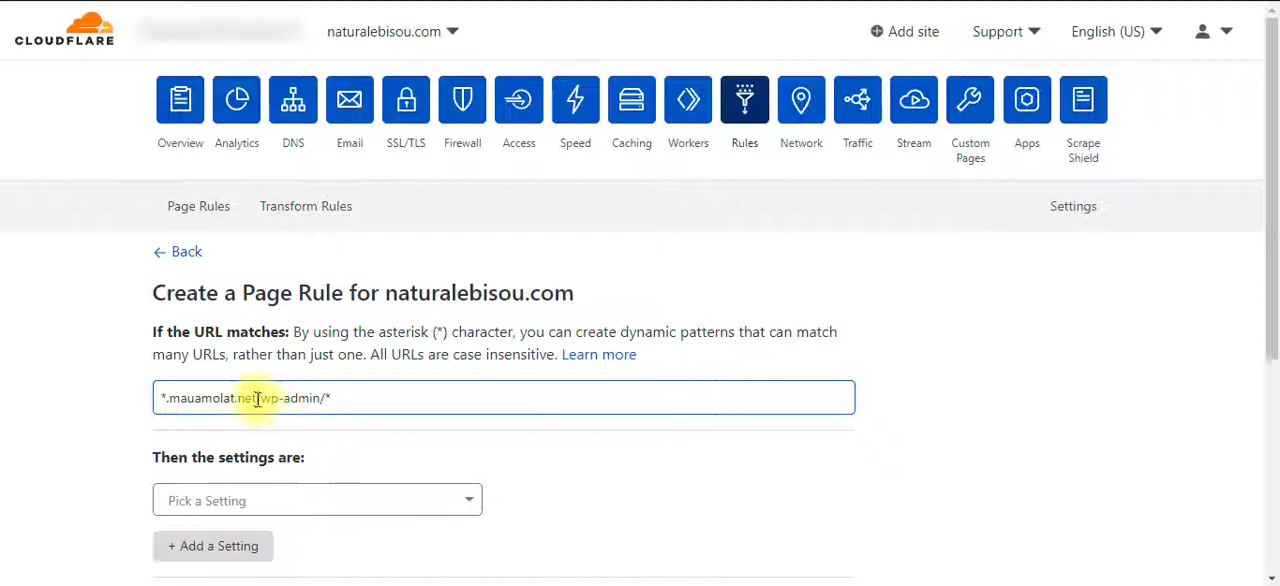 CLOUDFLARE
naturalebisou.com
Add site
Support
English (US)
Overview
Analytics
DNS
Email
SSL/TLS
Firewall
Access
Speed
Caching
Workers
Rules
Network
Traffic
Stream
Custom Pages
Apps
Scrape Shield
Page Rules
Transform Rules
Settings
← Back
Create a Page Rule for naturalebisou.com
If the URL matches: By using the asterisk (*) character, you can create dynamic patterns that can match
many URLs, rather than just one. All URLs are case insensitive. Learn more
*.mauamolat.net/wp-admin/*
Then the settings are:
Pick a Setting
+ Add a Setting